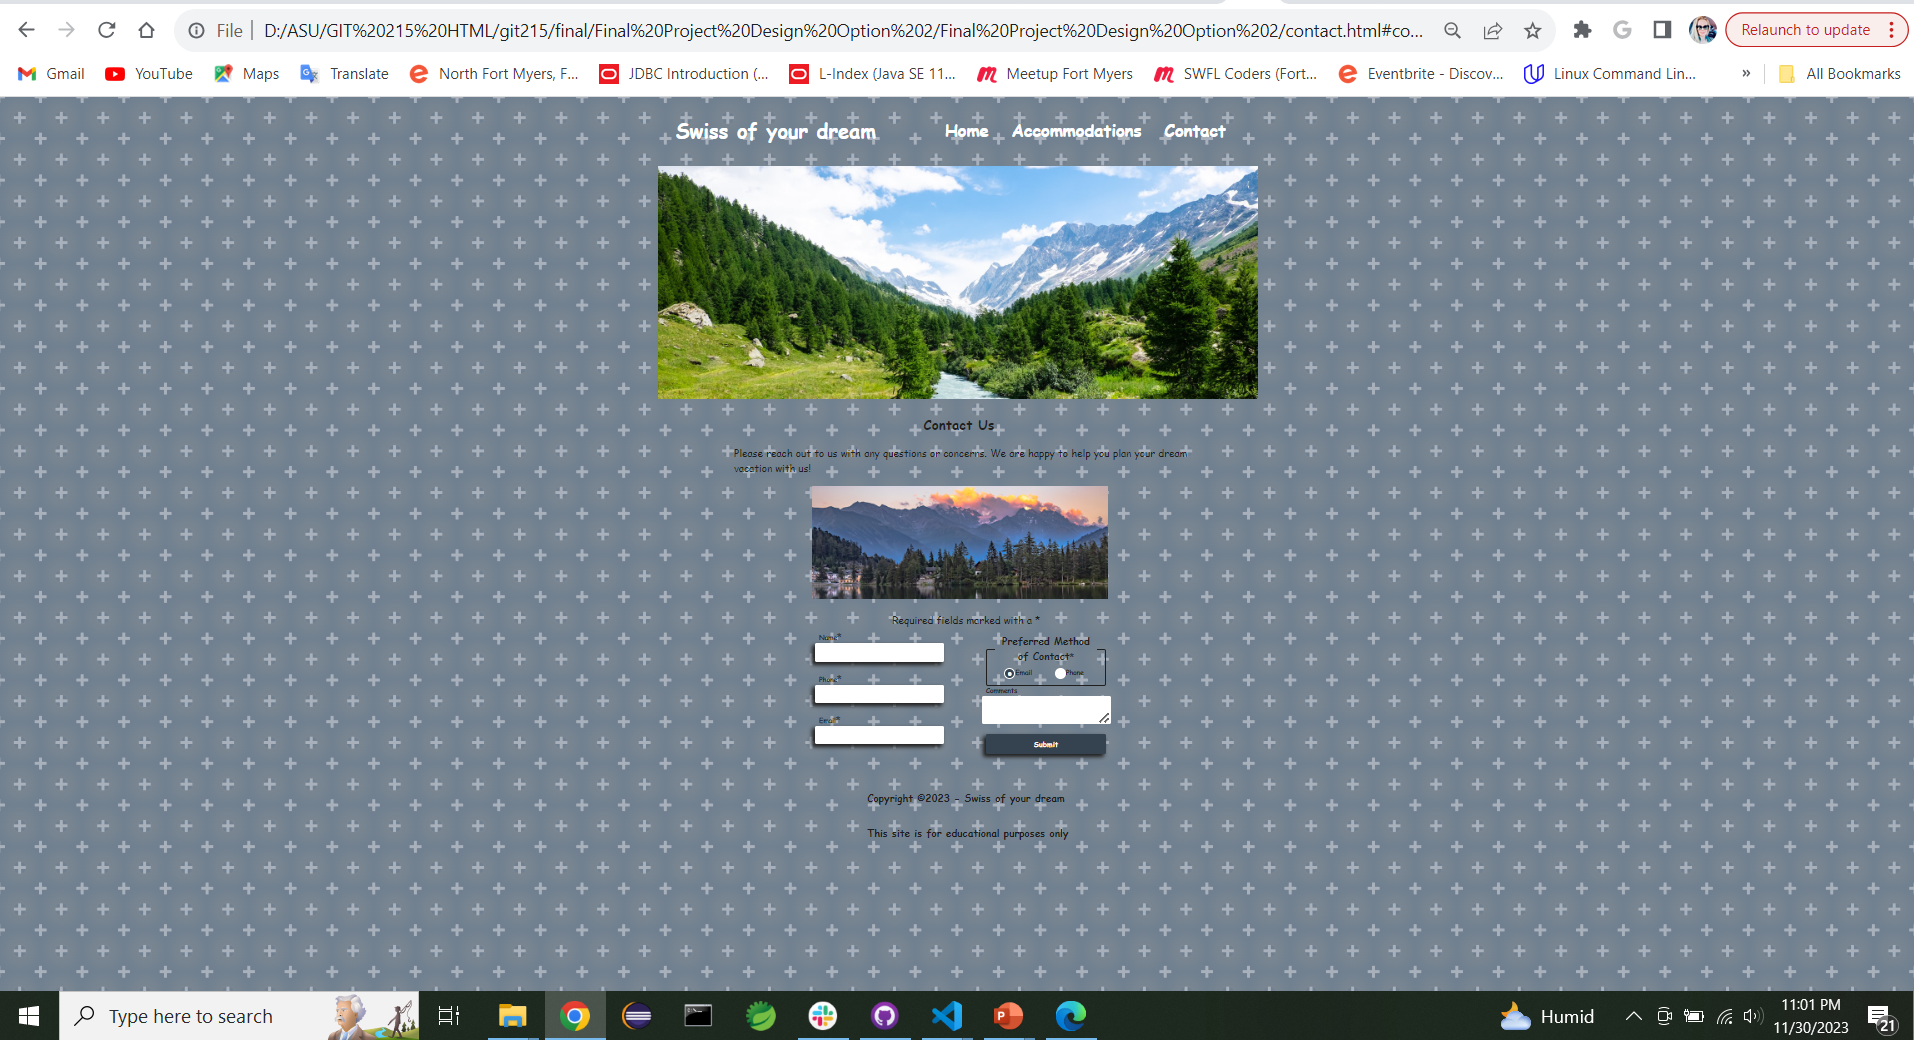 File
D:/ASU/GIT%20215%20HTML/git215/final/Final%20Project%20Design%20Option%202/Final%20Project%20Design%20Option%202/contact.html#co...
Relaunch to update
Gmail YouTube Maps Translate North Fort Myers, F... JDBC Introduction (... L-Index (Java SE 11... Meetup Fort Myers SWFL Coders (Fort... Eventbrite - Discov... Linux Command Lin... » All Bookmarks
Swiss of your dream Home Accommodations Contact
Contact Us
Please reach out to us with any questions or concerns. We are happy to help you plan your dream
vacation with us!
Required fields marked with a *
Name*
Phone*
Email*
Preferred Method
of Contact*
Email Phone
Comments
Submit
Copyright ©2023 - Swiss of your dream
This site is for educational purposes only
Type here to search
Humid
11:01 PM
11/30/2023
21